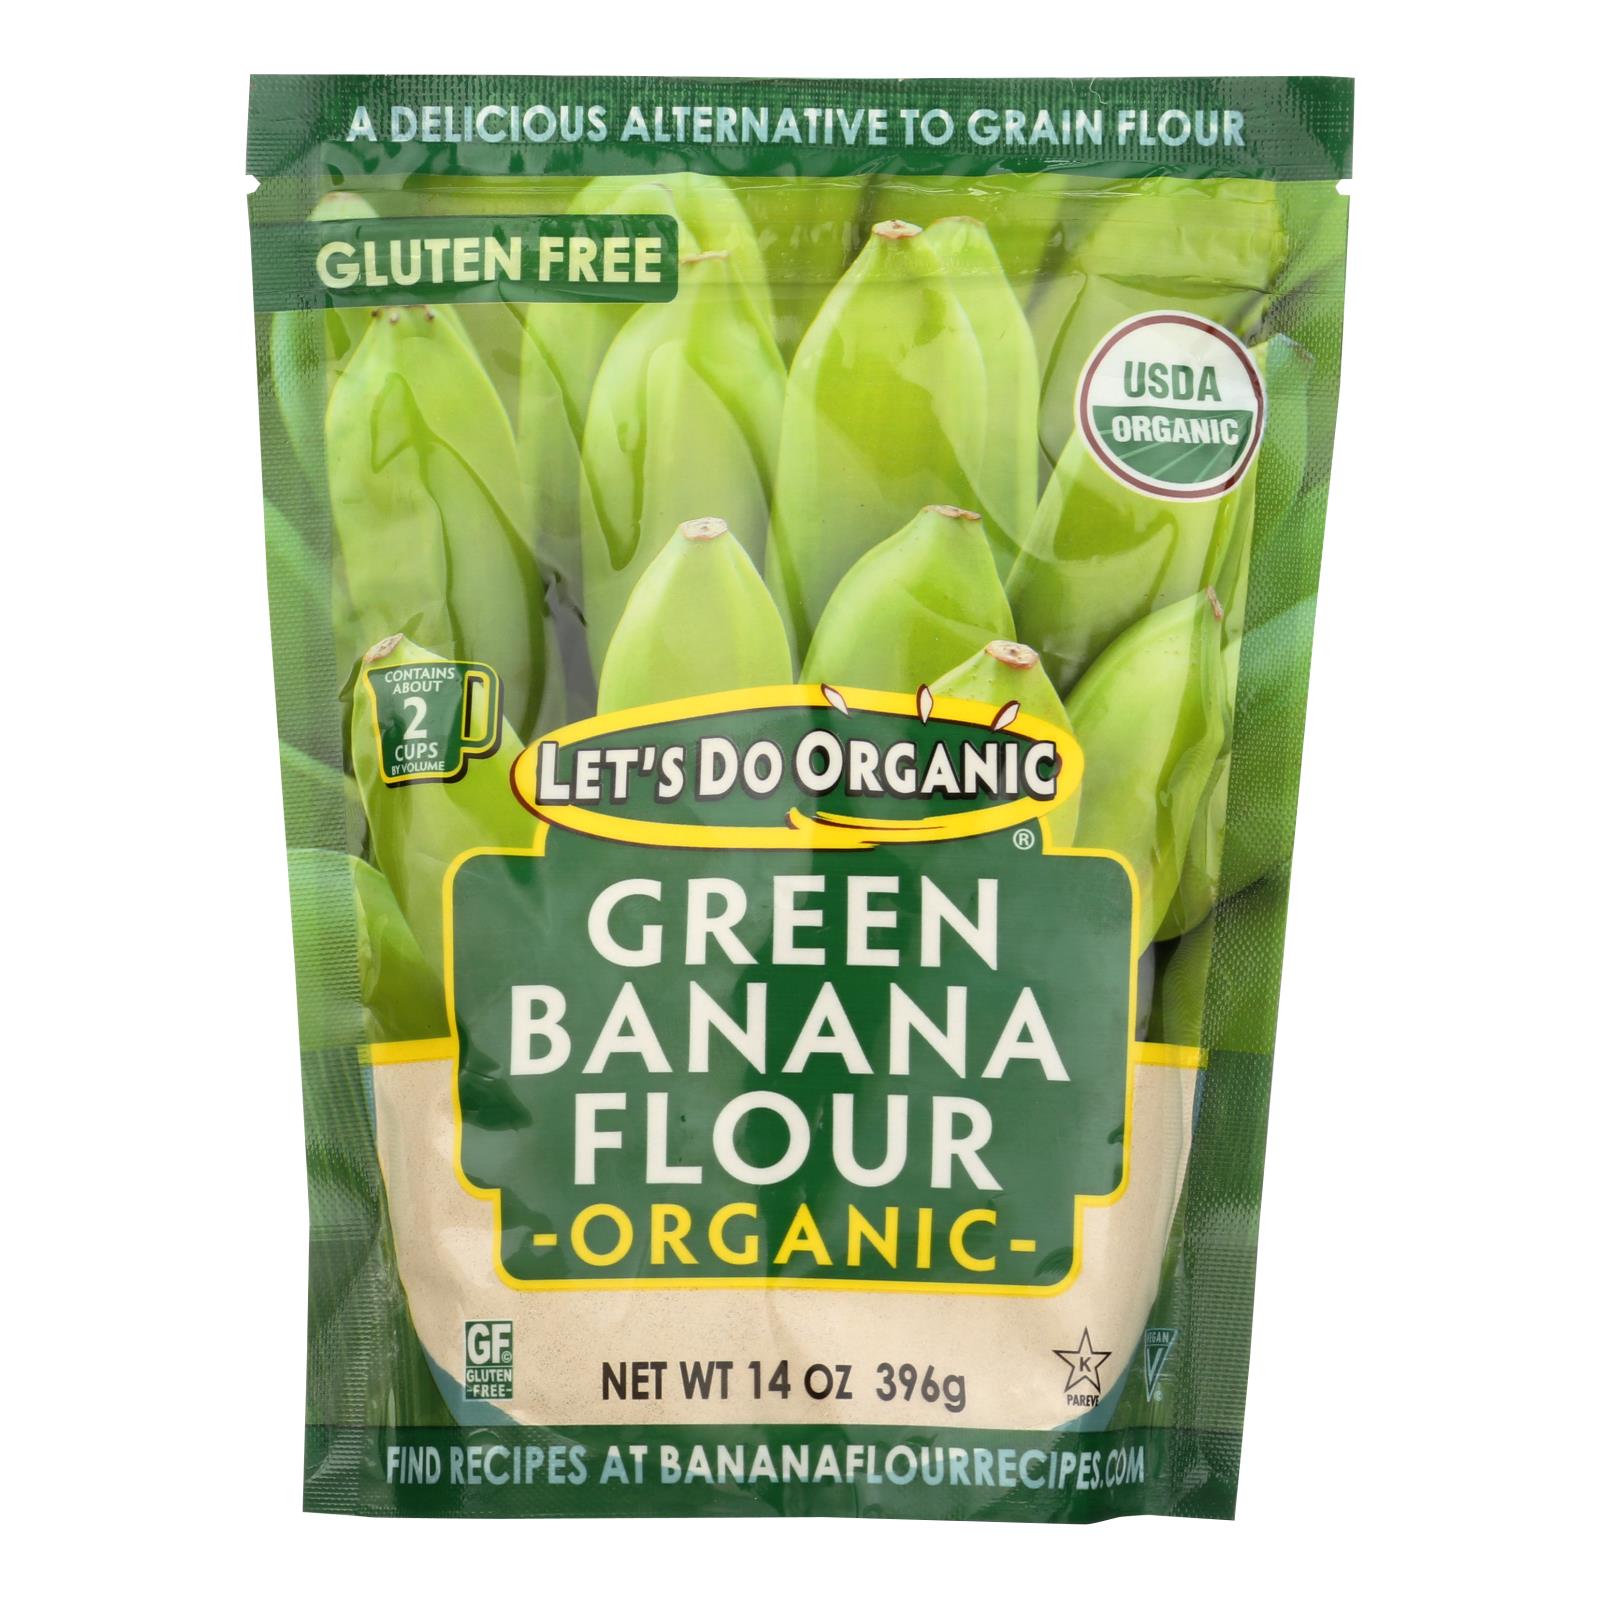 A DELICIOUS ALTERNATIVE TO GRAIN FLOUR
GLUTEN FREE
USDA
ORGANIC
CONTAINS
ABOUT
2
CUPS
BY VOLUME
LET'S DO ORGANIC
®
GREEN
BANANA
FLOUR
-ORGANIC-
GF©
GLUTEN
-FREE-
NET WT 14 OZ 396g
K
PAREVE
VEGAN
V
FIND RECIPES AT BANANAFLOURRECIPES.COM